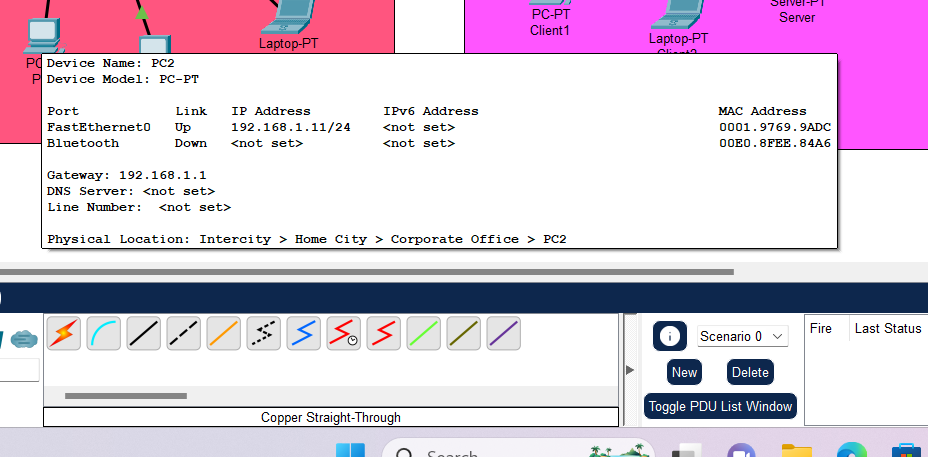 Server-PT
Server
PC-PT
Client1
Laptop-PT
Laptop-PT
Client2
PC
P
Device Name: PC2
Device Model: PC-PT
Port Link IP Address IPv6 Address MAC Address
FastEthernet0 Up 192.168.1.11/24 <not set> 0001.9769.9ADC
Bluetooth Down <not set> <not set> 00E0.8FEE.84A6
Gateway: 192.168.1.1
DNS Server: <not set>
Line Number: <not set>
Physical Location: Intercity > Home City > Corporate Office > PC2
Scenario 0
Fire Last Status
New Delete
Toggle PDU List Window
Copper Straight-Through
Search